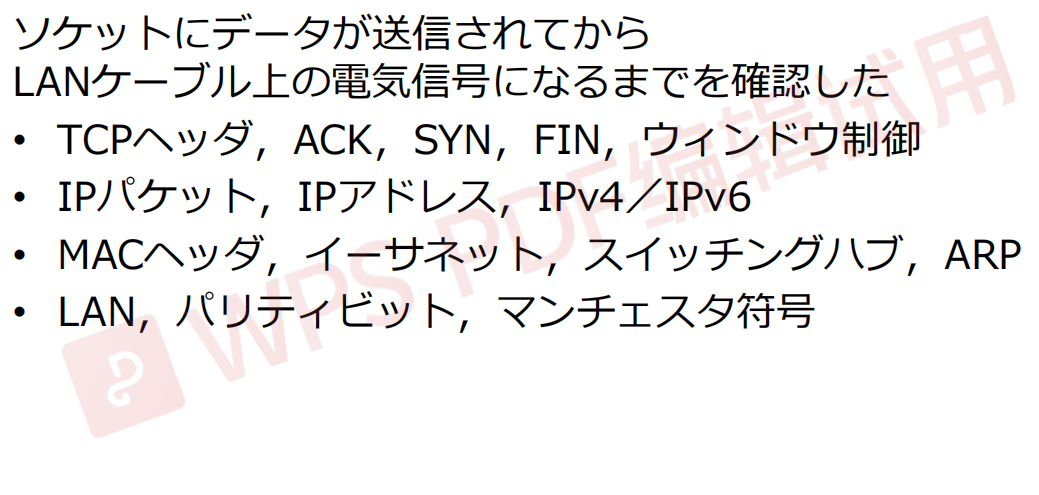 ソケットにデータが送信されてから
LANケーブル上の電気信号になるまでを確認した
• TCPヘッダ，ACK，SYN，FIN，ウィンドウ制御
• IPパケット，IPアドレス，IPv4／IPv6
• MACヘッダ，イーサネット，スイッチングハブ，ARP
• LAN，パリティビット，マンチェスタ符号
WPS PDF编辑试用